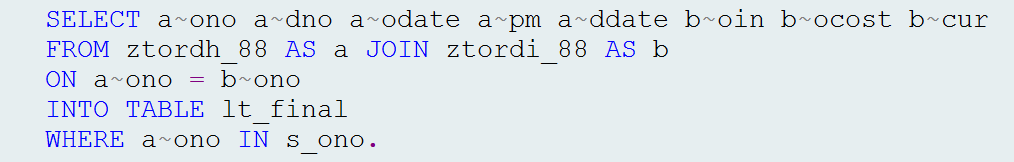 SELECT a~ono a~dno a~odate a~pm a~ddate b~oin b~ocost b~cur
FROM ztordh_88 AS a JOIN ztordi_88 AS b
ON a~ono = b~ono
INTO TABLE lt_final
WHERE a~ono IN s_ono.